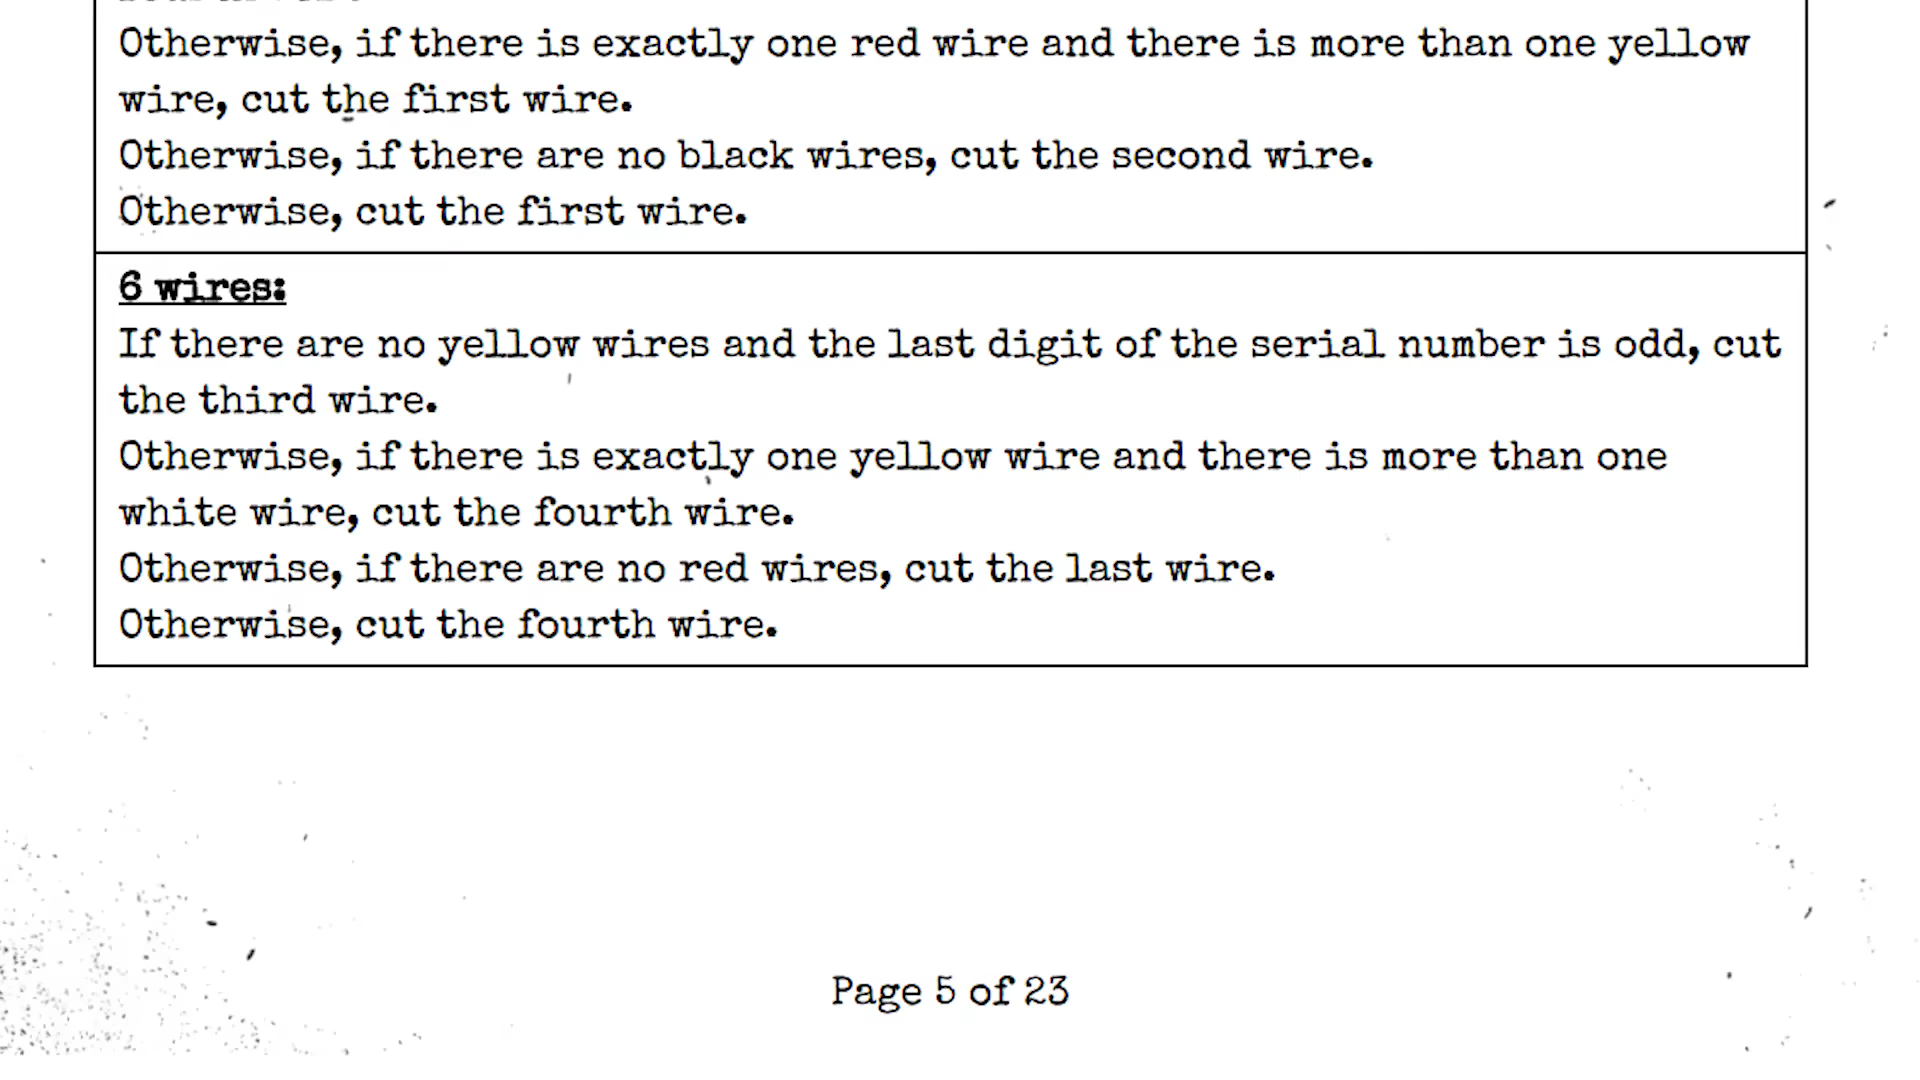 Otherwise, if there is exactly one red wire and there is more than one yellow
wire, cut the first wire.
Otherwise, if there are no black wires, cut the second wire.
Otherwise, cut the first wire.
6 wires:
If there are no yellow wires and the last digit of the serial number is odd, cut
the third wire.
Otherwise, if there is exactly one yellow wire and there is more than one
white wire, cut the fourth wire.
Otherwise, if there are no red wires, cut the last wire.
Otherwise, cut the fourth wire.
Page 5 of 23